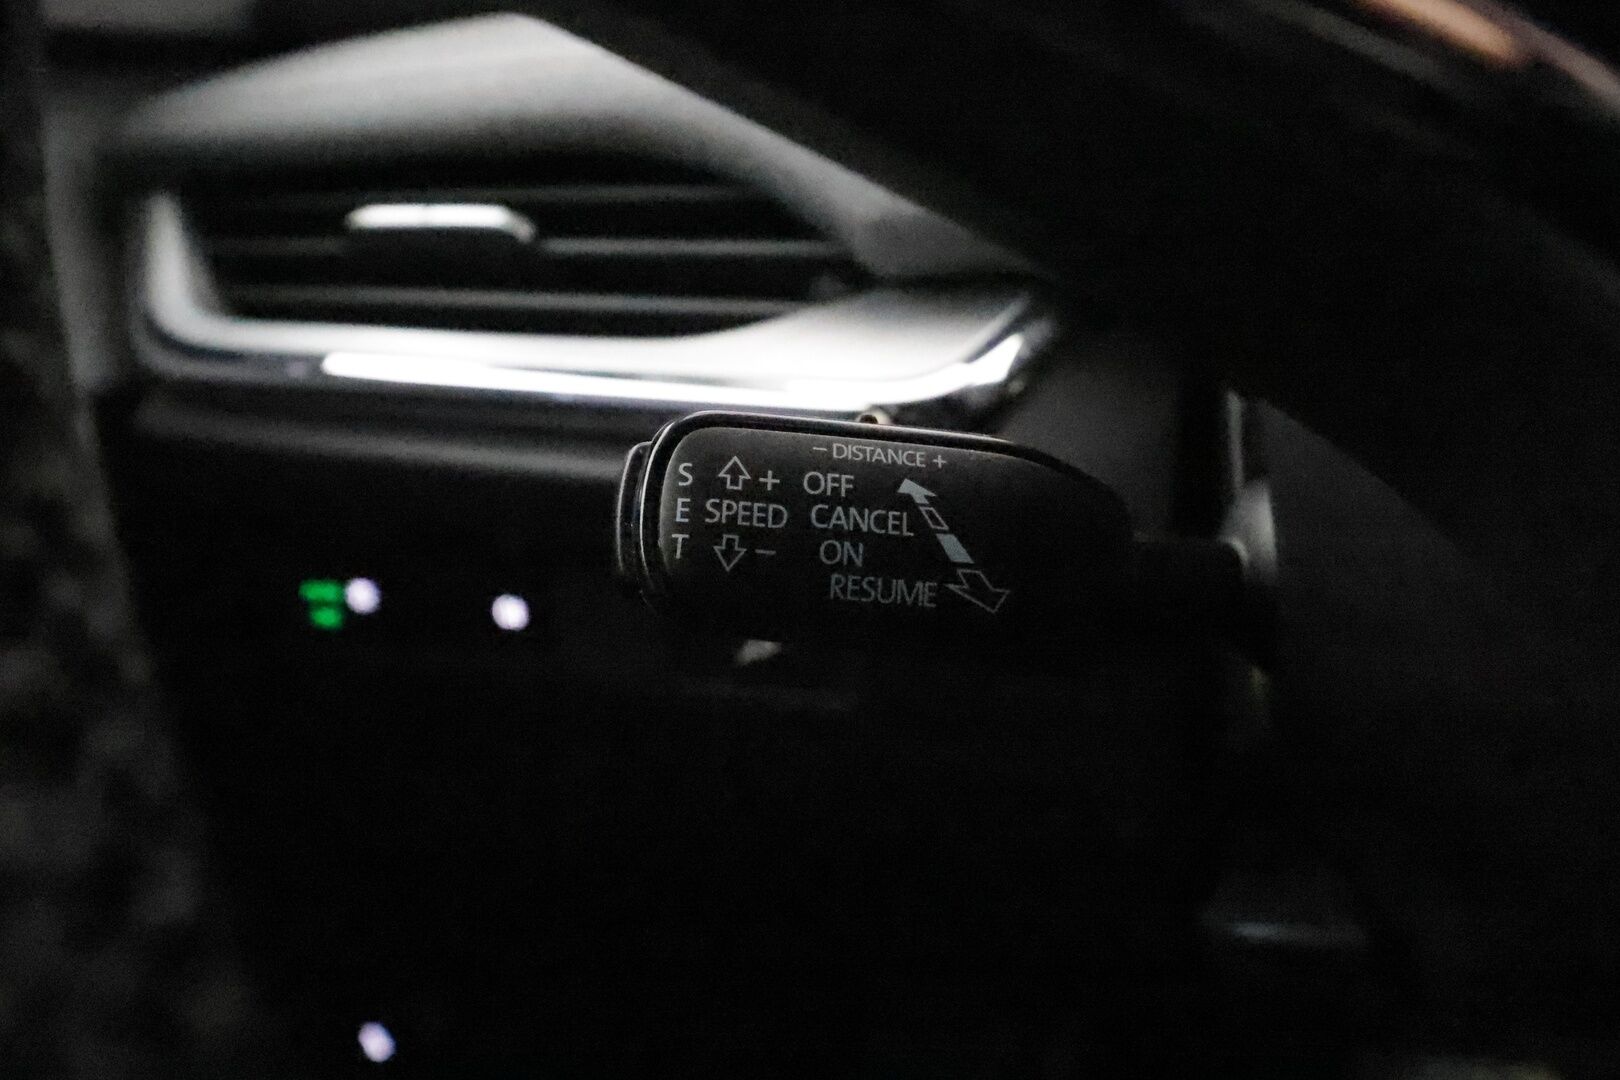 − DISTANCE +
S + OFF
E SPEED CANCEL
T − ON
RESUME